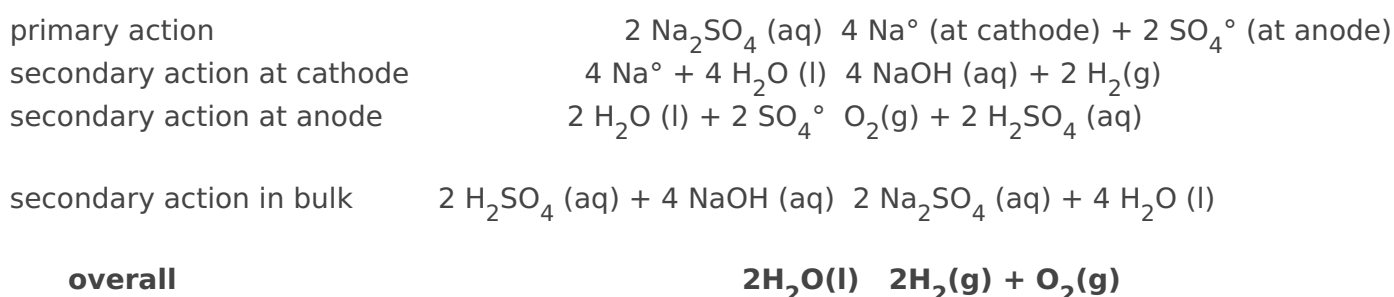 primary action 2 Na₂SO₄ (aq) 4 Na° (at cathode) + 2 SO₄° (at anode)
secondary action at cathode 4 Na° + 4 H₂O (l) 4 NaOH (aq) + 2 H₂(g)
secondary action at anode 2 H₂O (l) + 2 SO₄° O₂(g) + 2 H₂SO₄ (aq)
secondary action in bulk 2 H₂SO₄ (aq) + 4 NaOH (aq) 2 Na₂SO₄ (aq) + 4 H₂O (l)
overall 2H₂O(l) 2H₂(g) + O₂(g)